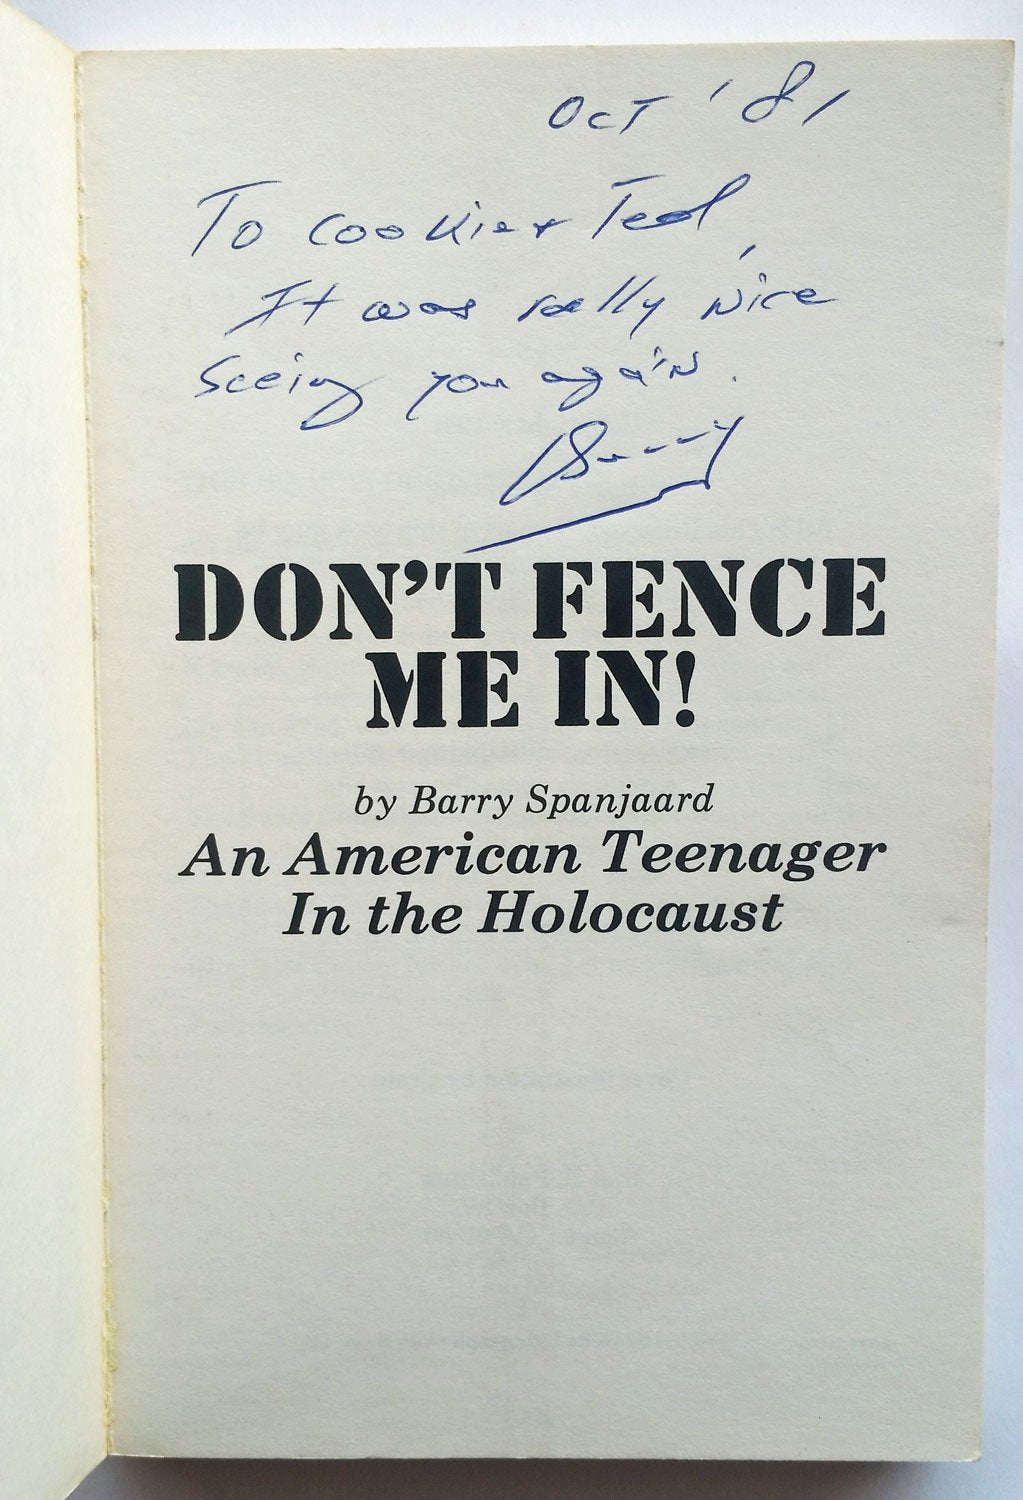 OCT '81
To Cookie + Ted,
It was really nice
seeing you again.
Barry
DON'T FENCE
ME IN!
by Barry Spanjaard
An American Teenager
In the Holocaust